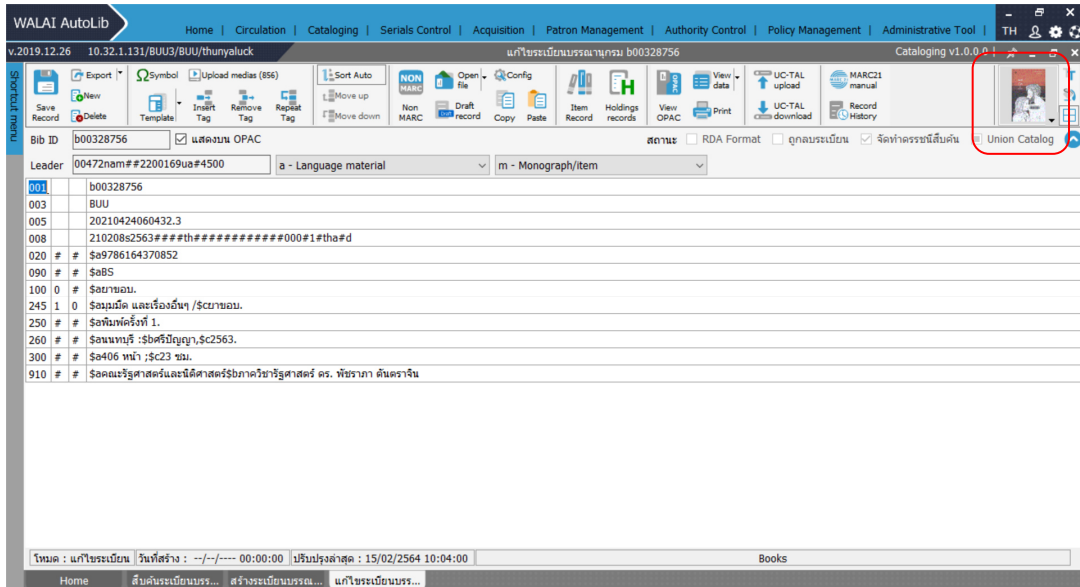 WALAI AutoLib
Home | Circulation | Cataloging | Serials Control | Acquisition | Patron Management | Authority Control | Policy Management | Administrative Tool | TH
v.2019.12.26 10.32.1.131/BUU3/BUU/thunyaluck แก้ไขระเบียนบรรณานุกรม b00328756 Cataloging v1.0.0.0
Shortcut menu
Save Record
Export
New
Delete
Symbol
Template
Upload medias (856)
Insert Tag
Remove Tag
Repeat Tag
Sort Auto
Move up
Move down
NON MARC
Non MARC
Open file
Draft record
Config
Copy
Paste
Item Record
Holdings records
OPAC
View OPAC
View data
Print
UC-TAL upload
UC-TAL download
MARC21 manual
Record History
Bib ID b00328756 แสดงบน OPAC สถานะ RDA Format ถูกลบระเบียน จัดทำดรรชนีสืบค้น Union Catalog
Leader 00472nam##2200169ua#4500 a - Language material m - Monograph/item
001 b00328756
003 BUU
005 20210424060432.3
008 210208s2563####th############000#1#tha#d
020 # # $a9786164370852
090 # # $aBS
100 0 # $aยาขอบ.
245 1 0 $aมุมมืด และเรื่องอื่นๆ /$cยาขอบ.
250 # # $aพิมพ์ครั้งที่ 1.
260 # # $aนนทบุรี :$bศรีปัญญา,$c2563.
300 # # $a406 หน้า ;$c23 ซม.
910 # # $aคณะรัฐศาสตร์และนิติศาสตร์$bภาควิชารัฐศาสตร์ ดร. พัชราภา ตันตราจิน
โหมด : แก้ไขระเบียน วันที่สร้าง : --/--/---- 00:00:00 ปรับปรุงล่าสุด : 15/02/2564 10:04:00 Books
Home สืบค้นระเบียนบรร... สร้างระเบียนบรรณ... แก้ไขระเบียนบรร...